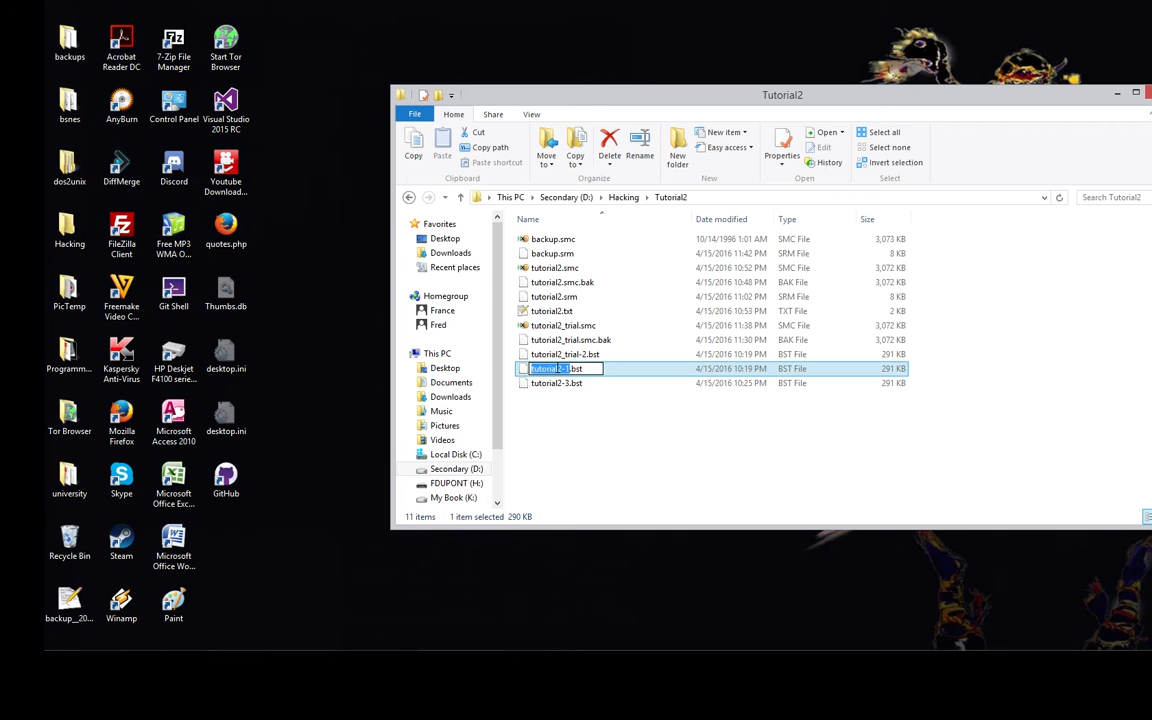 backups
Acrobat Reader DC
7-Zip File Manager
Start Tor Browser
bsnes
AnyBurn
Control Panel
Visual Studio 2015 RC
dos2unix
DiffMerge
Discord
Youtube Download...
Hacking
FileZilla Client
Free MP3 WMA O...
quotes.php
PicTemp
Freemake Video C...
Git Shell
Thumbs.db
Programm...
Kaspersky Anti-Virus
HP Deskjet F4100 serie...
desktop.ini
Tor Browser
Mozilla Firefox
Microsoft Access 2010
desktop.ini
university
Skype
Microsoft Office Exc...
GitHub
Recycle Bin
Steam
Microsoft Office Wo...
backup__20...
Winamp
Paint
Tutorial2
File Home Share View
Copy
Paste
Cut
Copy path
Paste shortcut
Clipboard
Move to
Copy to
Delete
Rename
Organize
New folder
New item
Easy access
New
Properties
Open
Edit
History
Open
Select all
Select none
Invert selection
Select
This PC Secondary (D:) Hacking Tutorial2
Search Tutorial2
Favorites
Desktop
Downloads
Recent places
Homegroup
France
Fred
This PC
Desktop
Documents
Downloads
Music
Pictures
Videos
Local Disk (C:)
Secondary (D:)
FDUPONT (H:)
My Book (K:)
Name Date modified Type Size
backup.smc 10/14/1996 1:01 AM SMC File 3,073 KB
backup.srm 4/15/2016 11:42 PM SRM File 8 KB
tutorial2.smc 4/15/2016 10:52 PM SMC File 3,072 KB
tutorial2.smc.bak 4/15/2016 10:48 PM BAK File 3,072 KB
tutorial2.srm 4/15/2016 11:02 PM SRM File 8 KB
tutorial2.txt 4/15/2016 10:53 PM TXT File 2 KB
tutorial2_trial.smc 4/15/2016 11:38 PM SMC File 3,072 KB
tutorial2_trial.smc.bak 4/15/2016 11:30 PM BAK File 3,072 KB
tutorial2_trial-2.bst 4/15/2016 10:19 PM BST File 291 KB
tutorial2-1.bst 4/15/2016 10:19 PM BST File 291 KB
tutorial2-3.bst 4/15/2016 10:25 PM BST File 291 KB
11 items 1 item selected 290 KB